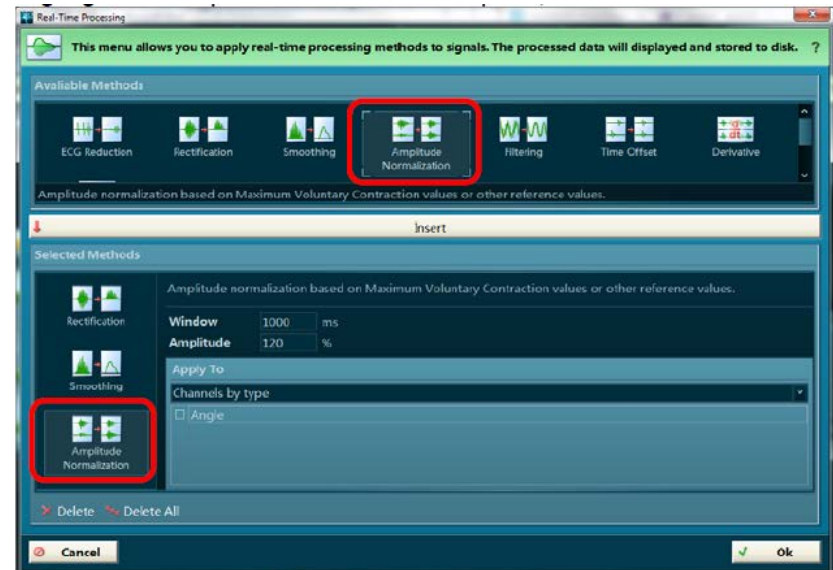 Real-Time Processing
This menu allows you to apply real-time processing methods to signals. The processed data will displayed and stored to disk. ?
Avaliable Methods
ECG Reduction Rectification Smoothing Amplitude Normalization Filtering Time Offset Derivative
Amplitude normalization based on Maximum Voluntary Contraction values or other reference values.
Insert
Selected Methods
Amplitude normalization based on Maximum Voluntary Contraction values or other reference values.
Rectification
Window 1000 ms
Amplitude 120 %
Apply To
Smoothing
Channels by type
Angle
Amplitude
Normalization
Delete Delete All
Cancel Ok